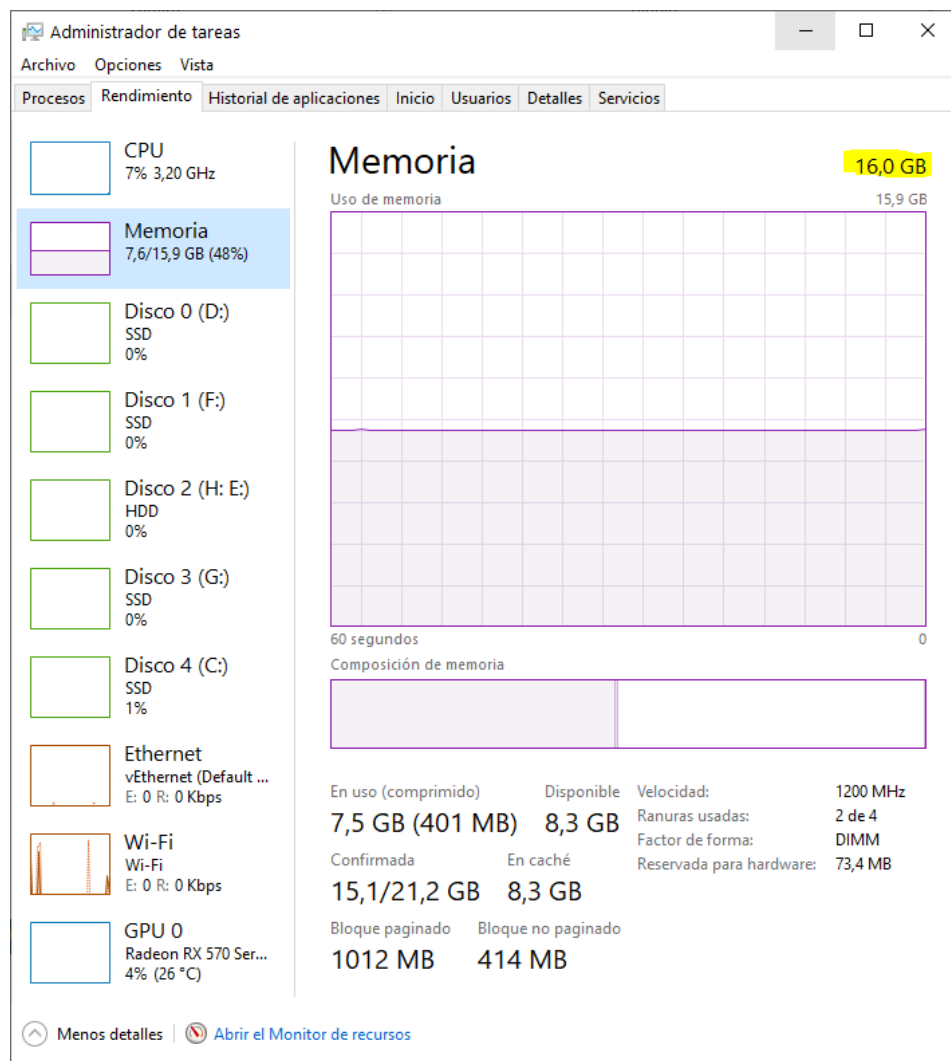 Administrador de tareas
Archivo Opciones Vista
Procesos Rendimiento Historial de aplicaciones Inicio Usuarios Detalles Servicios
CPU
7% 3,20 GHz
Memoria
7,6/15,9 GB (48%)
Disco 0 (D:)
SSD
0%
Disco 1 (F:)
SSD
0%
Disco 2 (H: E:)
HDD
0%
Disco 3 (G:)
SSD
0%
Disco 4 (C:)
SSD
1%
Ethernet
vEthernet (Default ...
E: 0 R: 0 Kbps
Wi-Fi
Wi-Fi
E: 0 R: 0 Kbps
GPU 0
Radeon RX 570 Ser...
4% (26 °C)
Memoria 16,0 GB
Uso de memoria 15,9 GB
60 segundos 0
Composición de memoria
En uso (comprimido) Disponible
7,5 GB (401 MB) 8,3 GB
Confirmada En caché
15,1/21,2 GB 8,3 GB
Bloque paginado Bloque no paginado
1012 MB 414 MB
Velocidad: 1200 MHz
Ranuras usadas: 2 de 4
Factor de forma: DIMM
Reservada para hardware: 73,4 MB
Menos detalles Abrir el Monitor de recursos